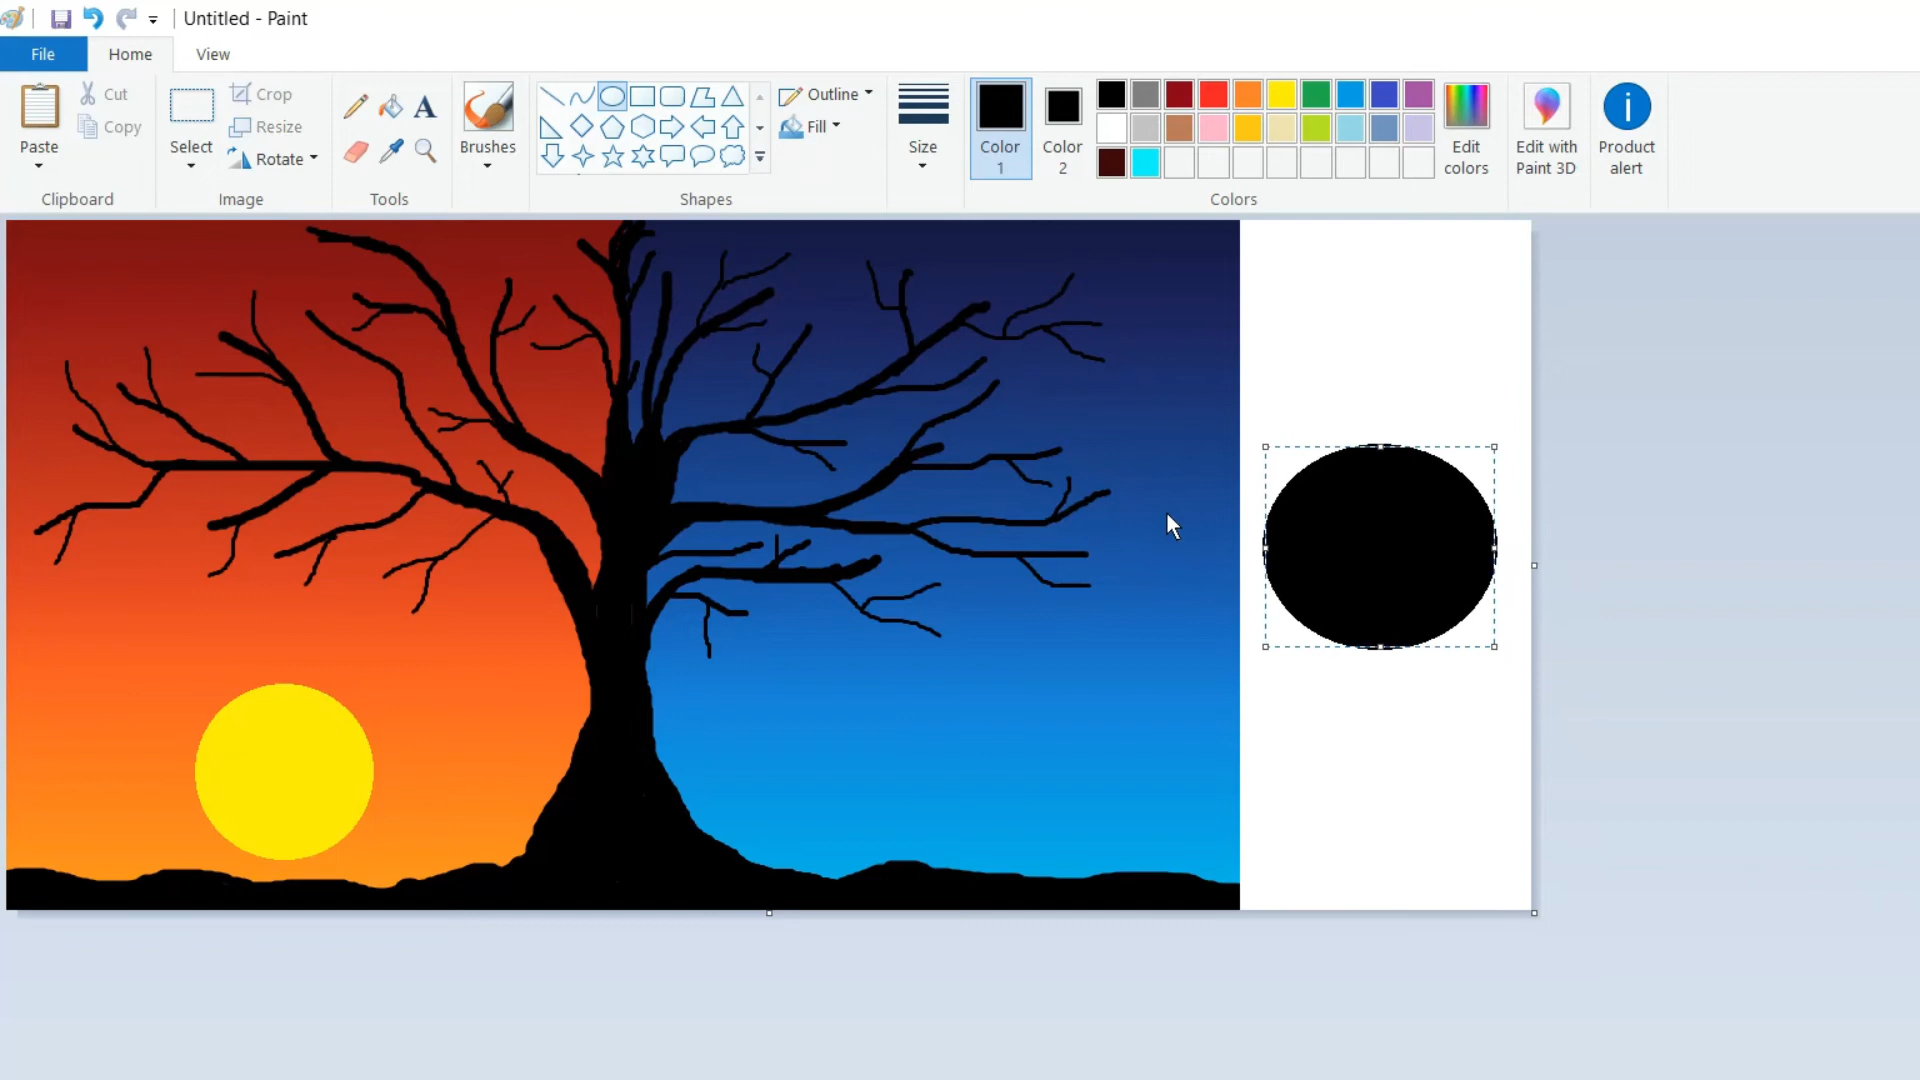 Untitled - Paint
File Home View
Paste Cut Copy
Clipboard
Select Crop Resize Rotate
Image
A
Tools
Brushes
Outline Fill
Shapes
Size
Color 1
Color 2
Edit colors
Colors
Edit with Paint 3D
i
Product alert